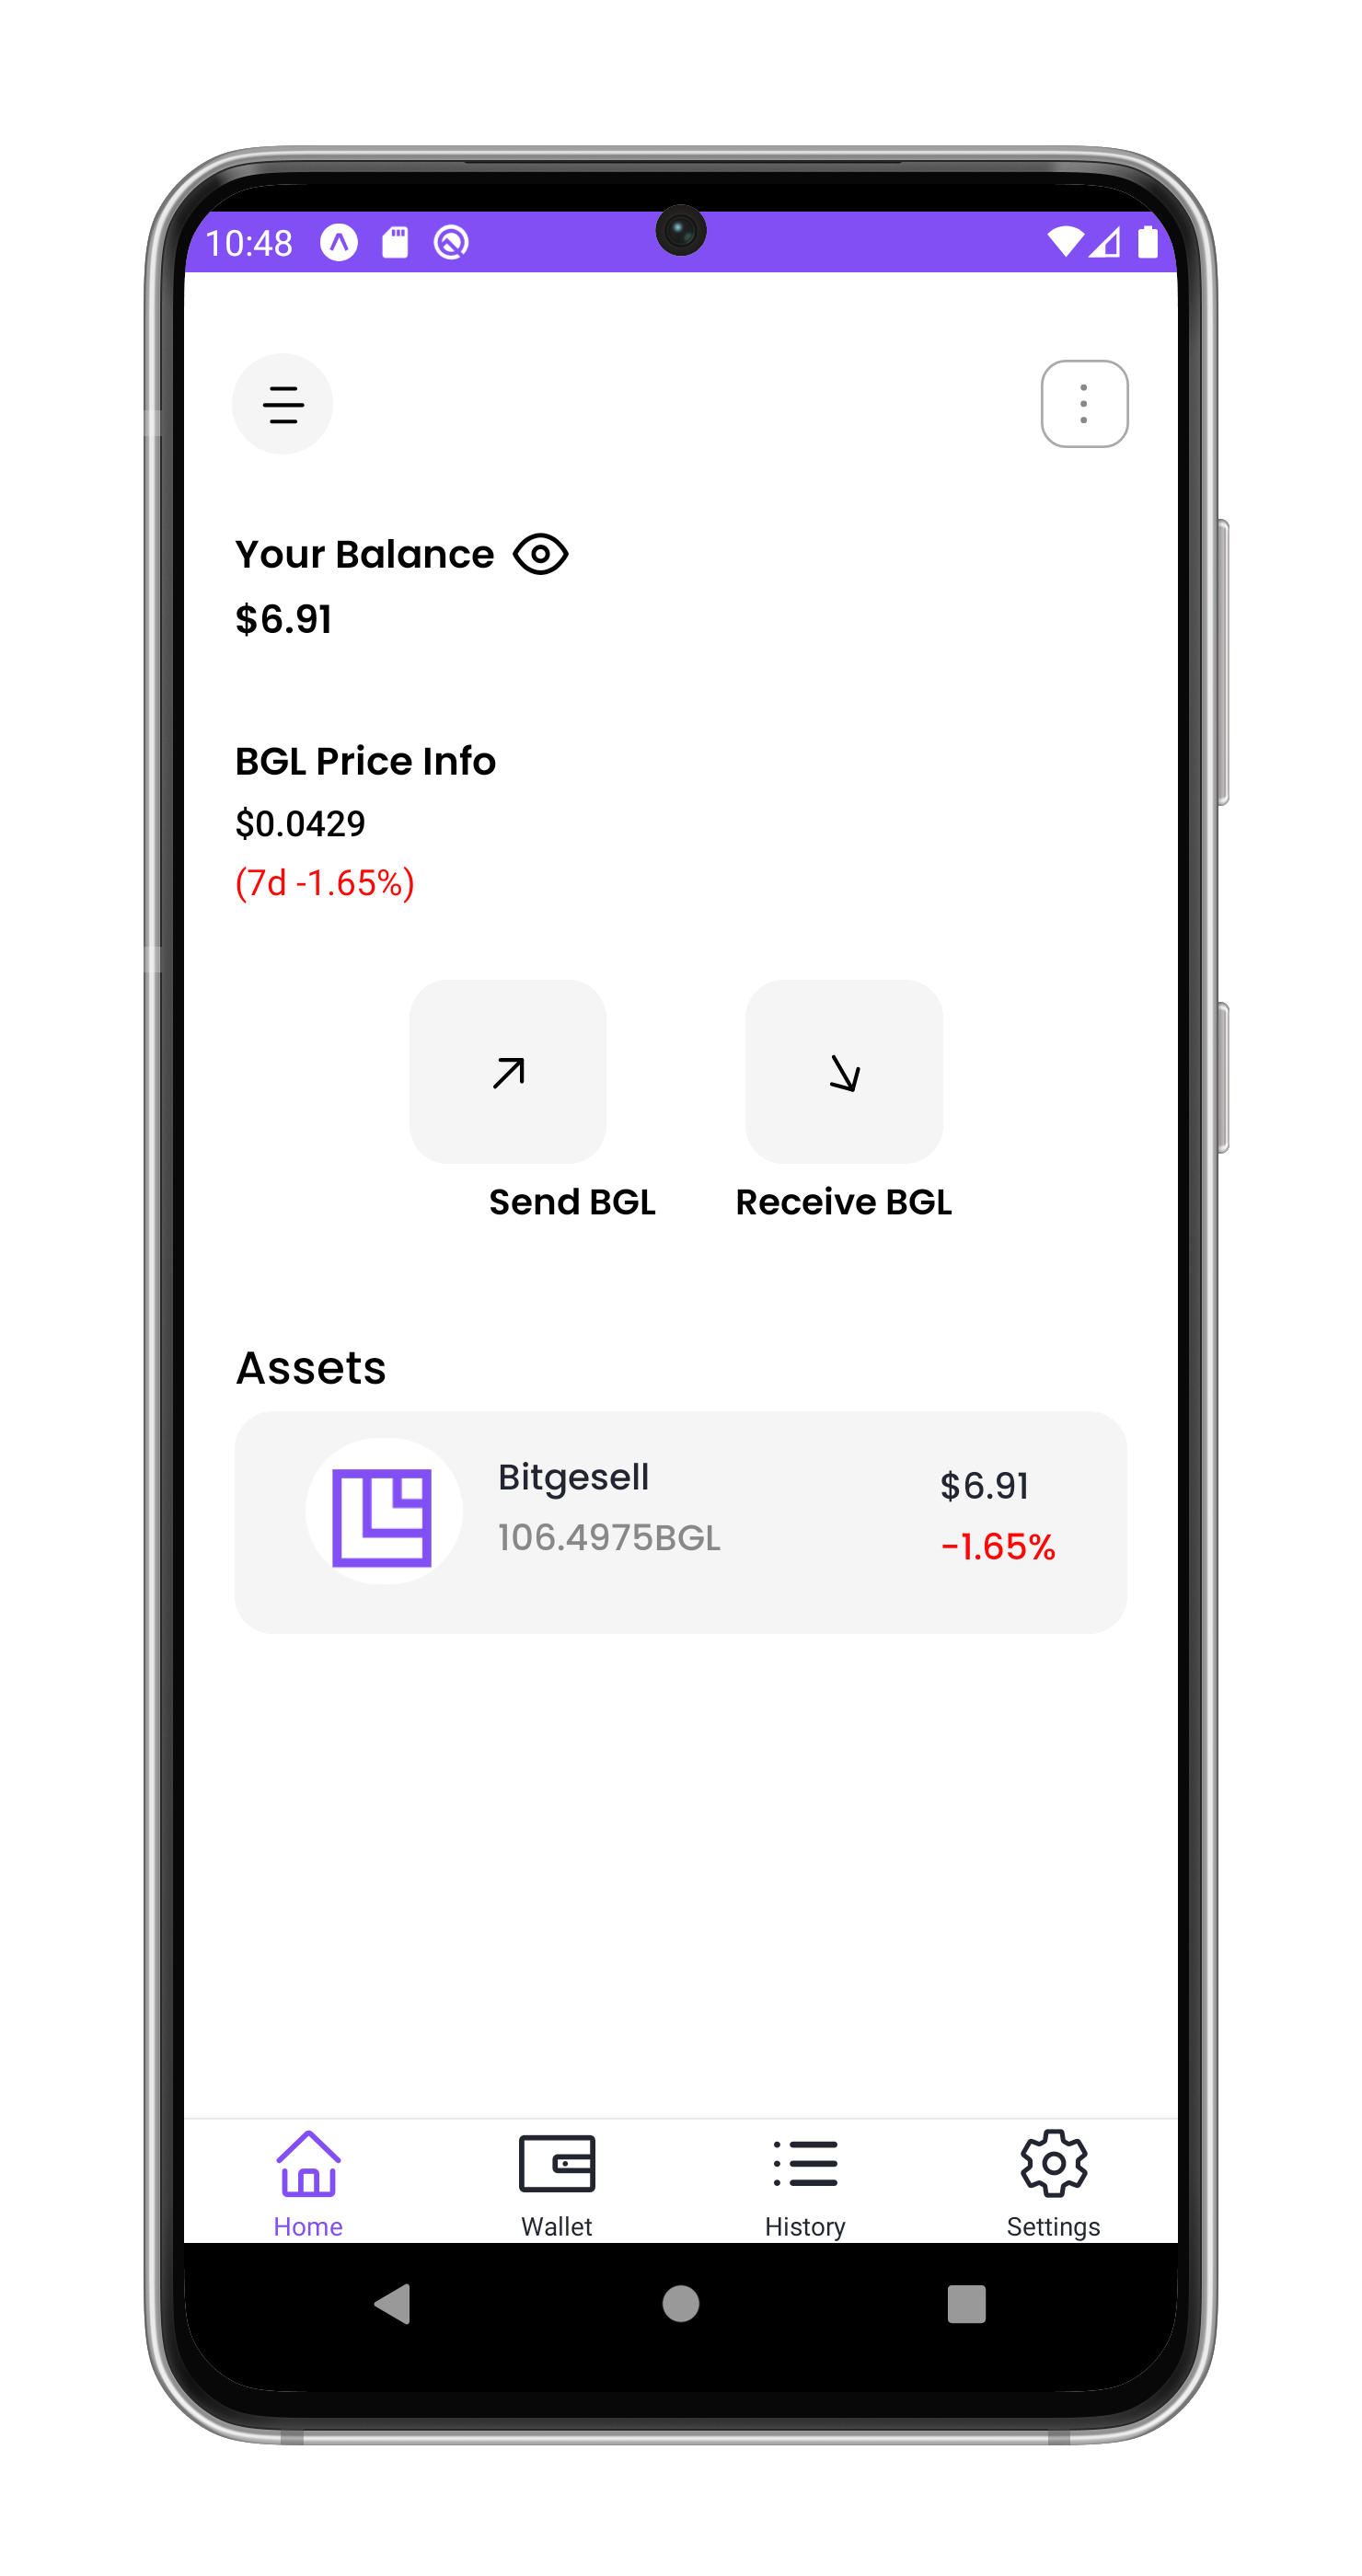 10:48
Your Balance
$6.91
BGL Price Info
$0.0429
(7d -1.65%)
Send BGL Receive BGL
Assets
Bitgesell $6.91
106.4975BGL -1.65%
Home Wallet History Settings